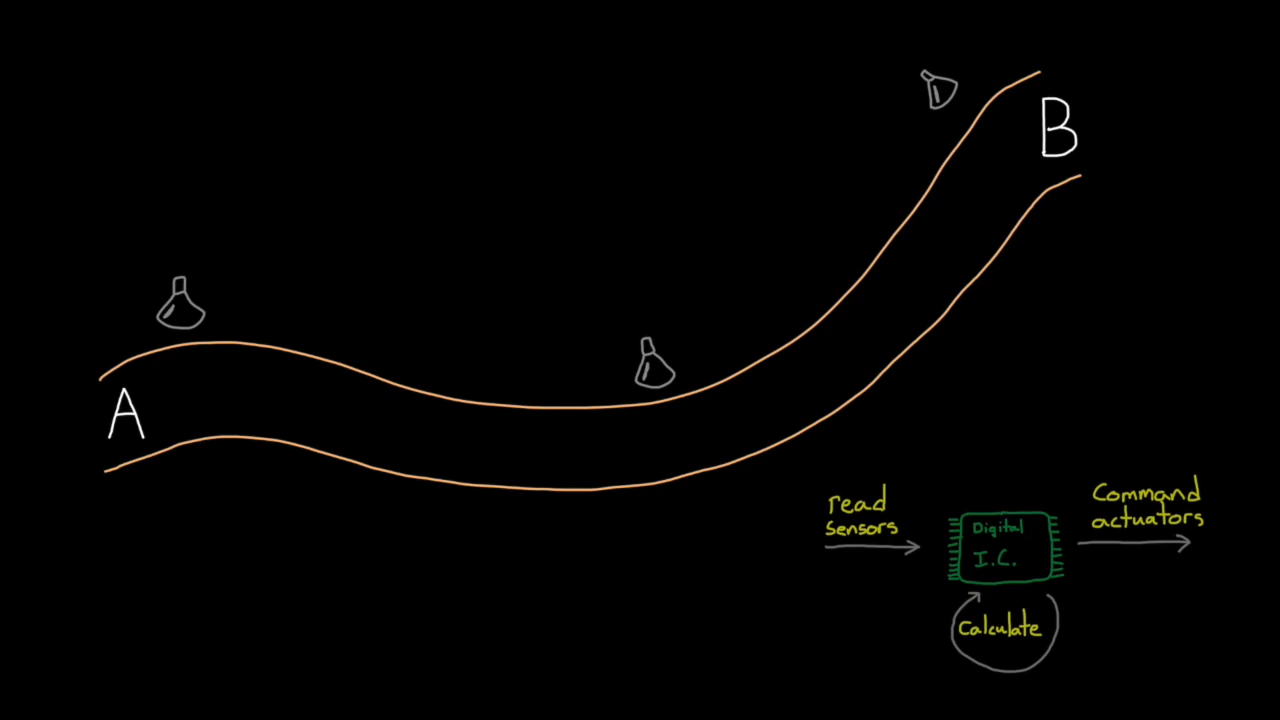 B
A
read
sensors
Command
actuators
Digital
I.C.
Calculate